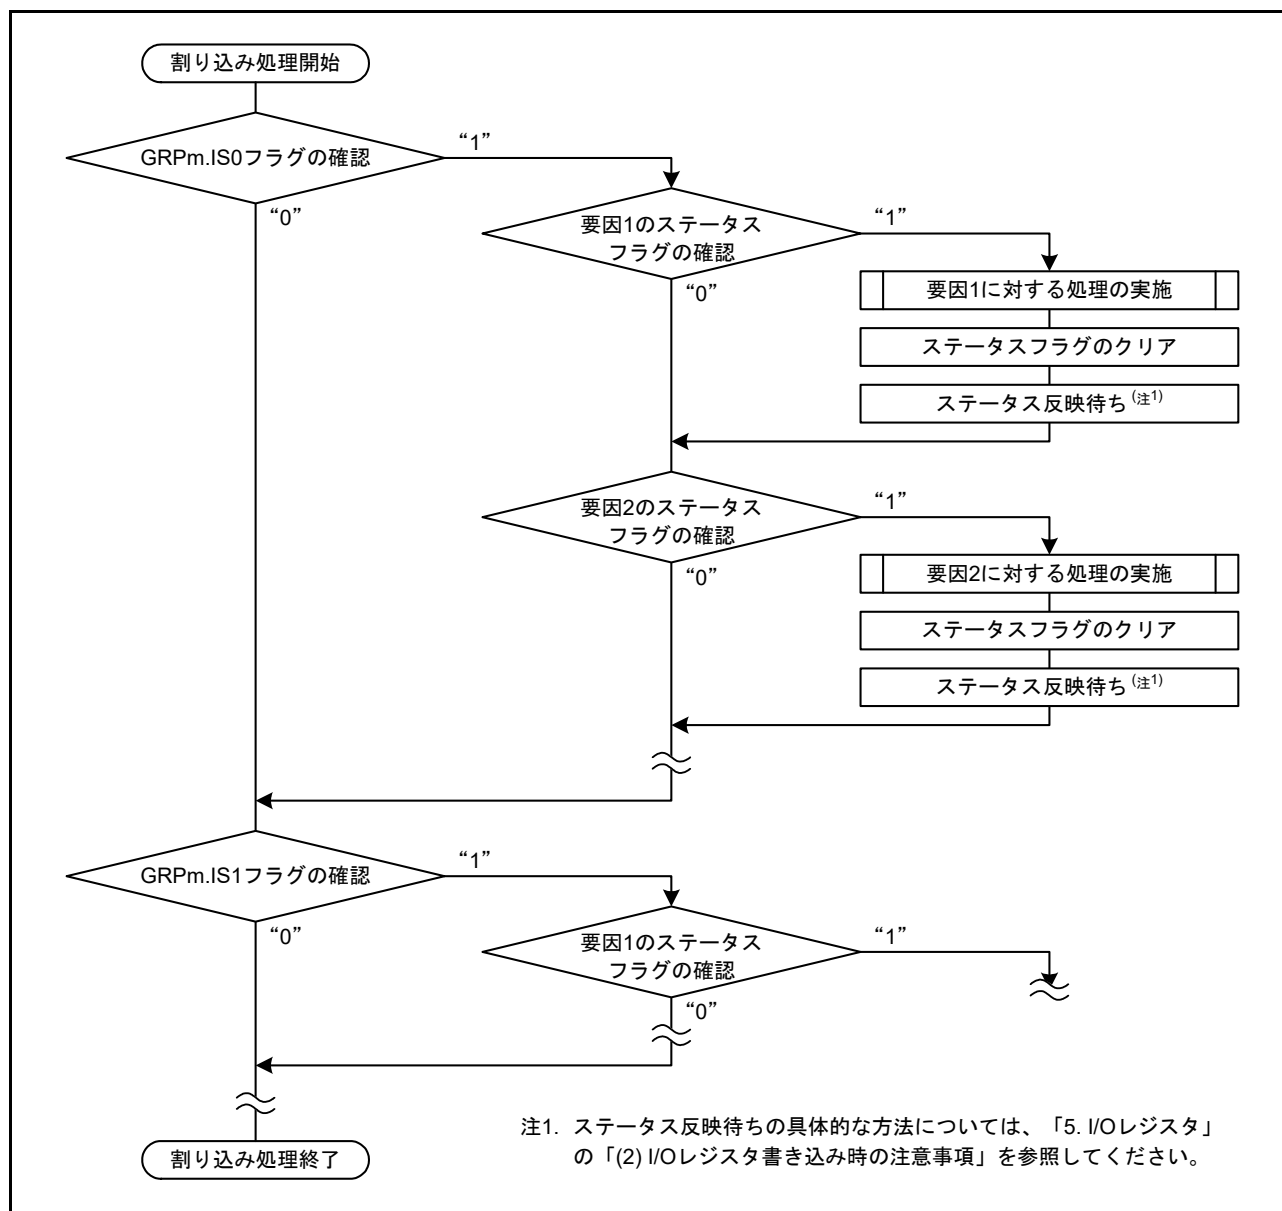 割り込み処理開始
GRPm.IS0フラグの確認
“1”
“0”
要因1のステータス
フラグの確認
“1”
“0”
要因1に対する処理の実施
ステータスフラグのクリア
ステータス反映待ち(注1)
要因2のステータス
フラグの確認
“1”
“0”
要因2に対する処理の実施
ステータスフラグのクリア
ステータス反映待ち(注1)
GRPm.IS1フラグの確認
“1”
“0”
要因1のステータス
フラグの確認
“1”
“0”
割り込み処理終了
注1. ステータス反映待ちの具体的な方法については、「5. I/Oレジスタ」
の「(2) I/Oレジスタ書き込み時の注意事項」を参照してください。